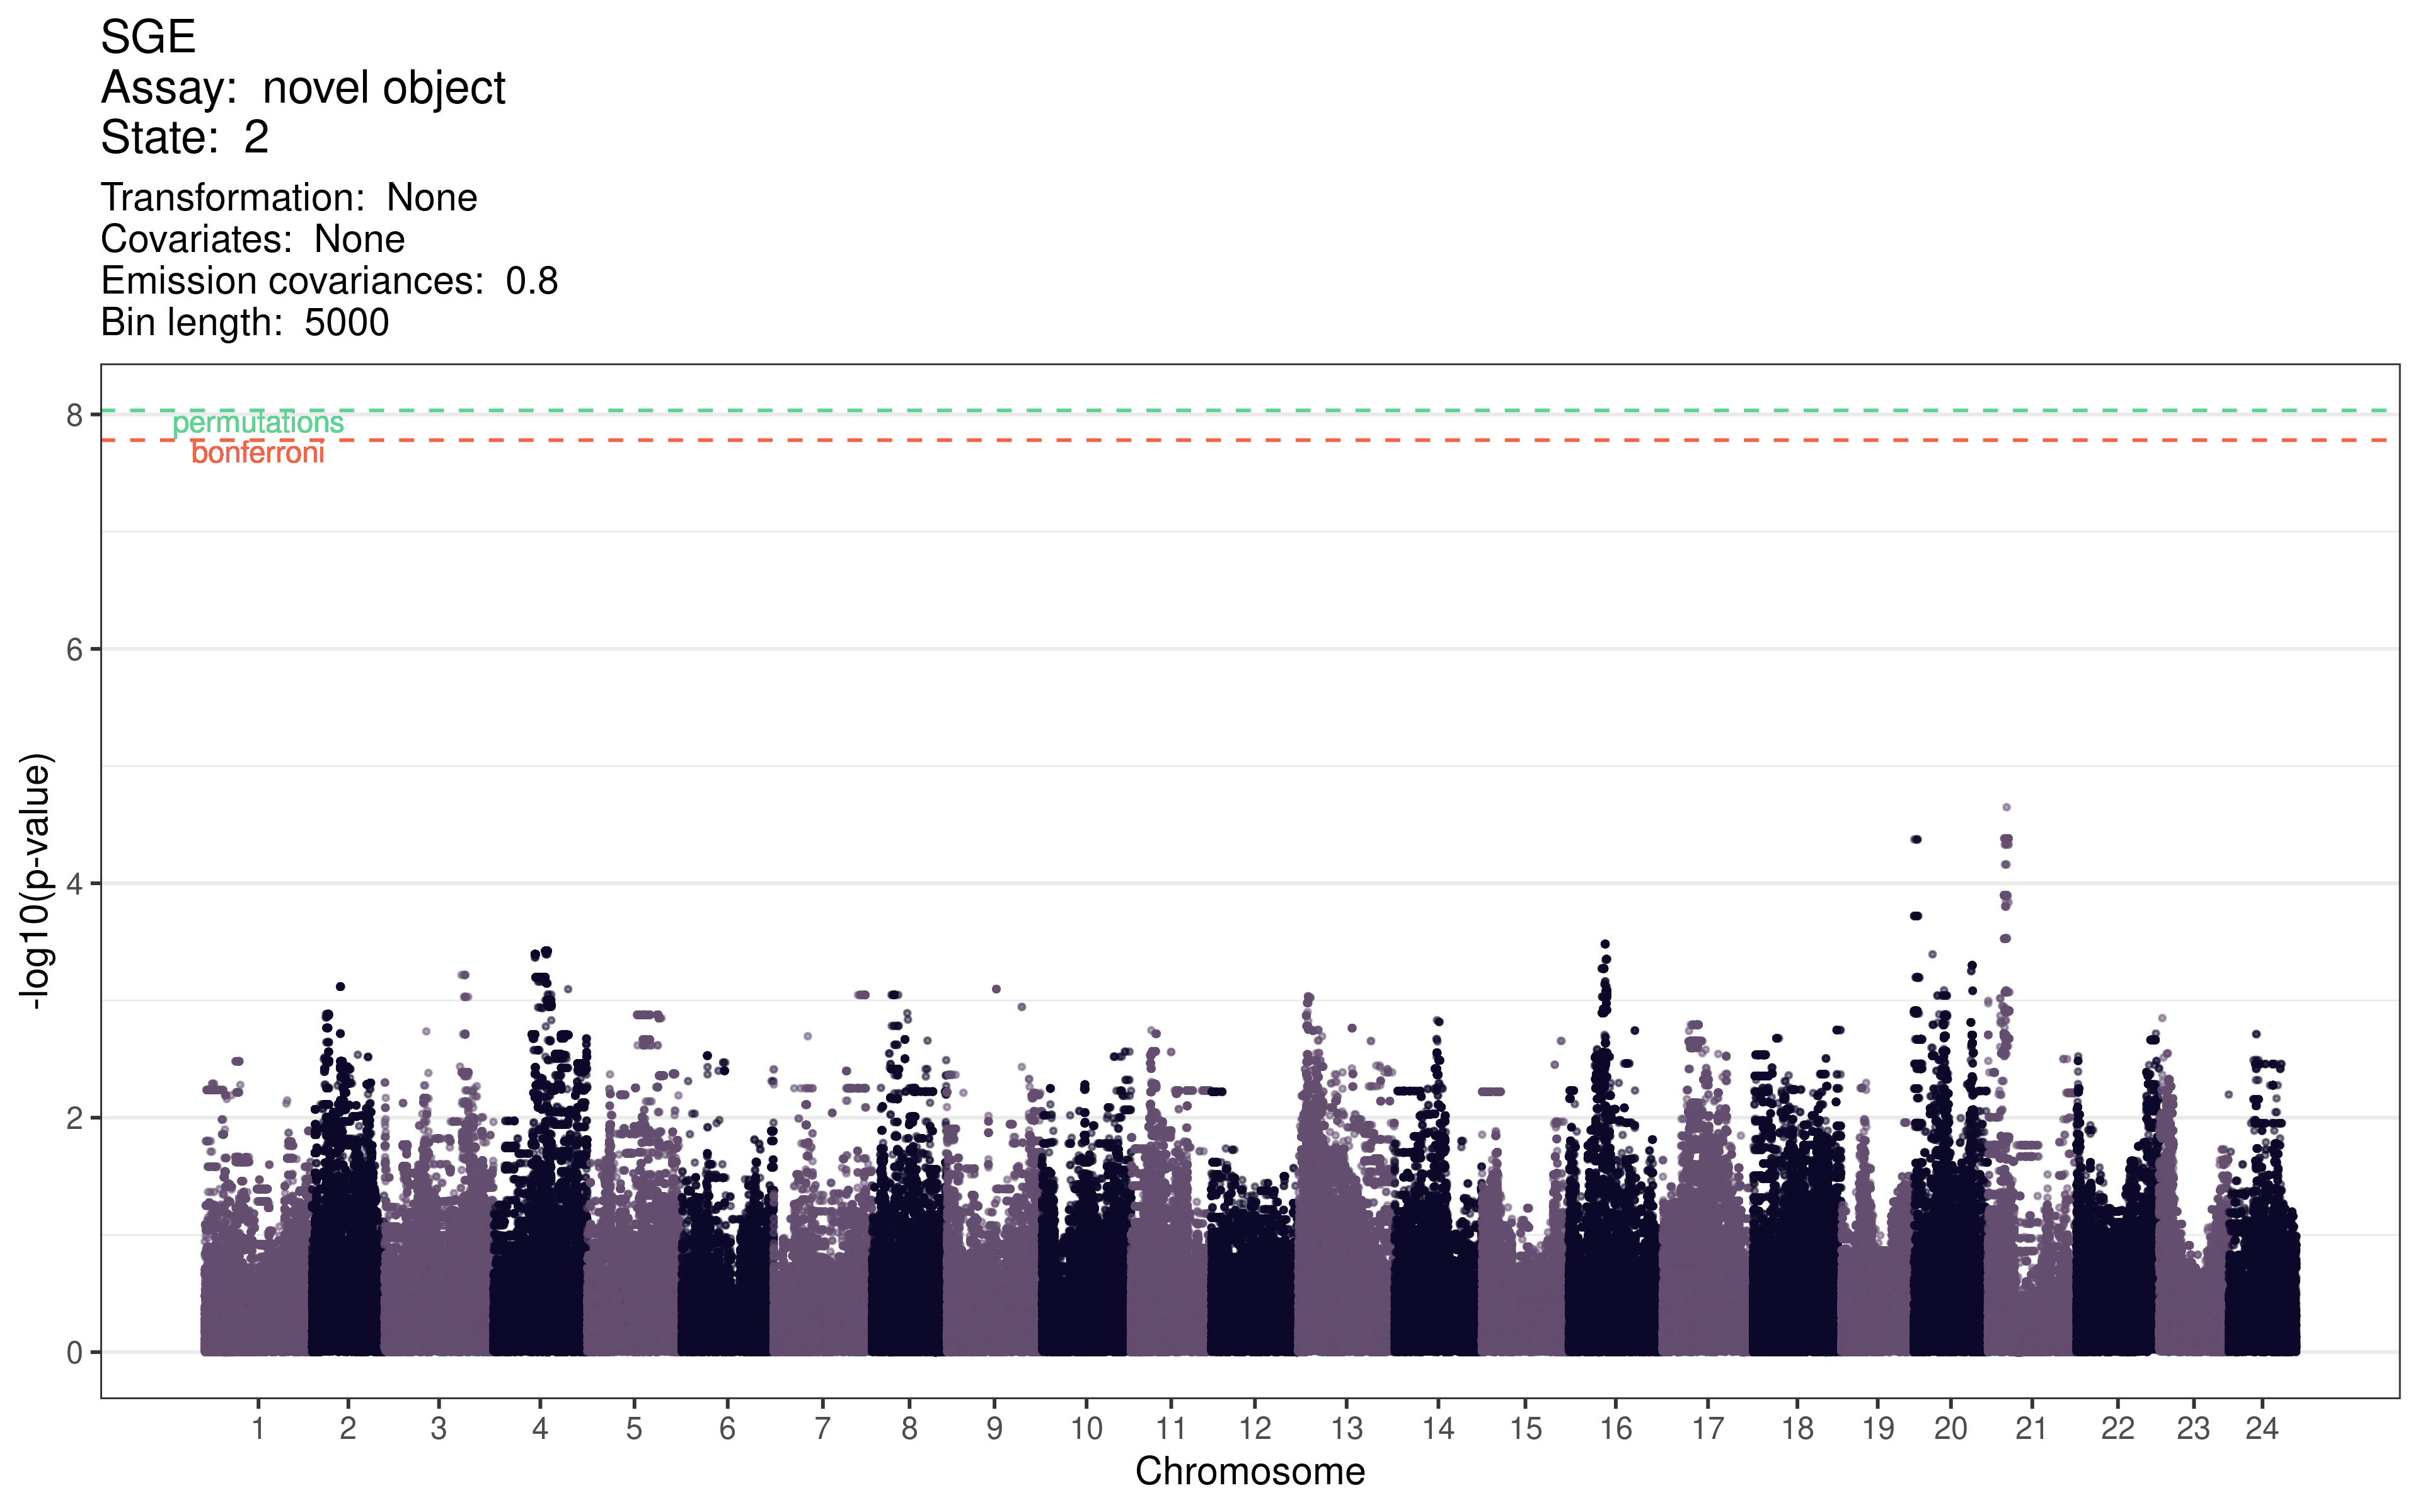 SGE
Assay:  novel object
State:  2
Transformation:  None
Covariates:  None
Emission covariances:  0.8
Bin length:  5000
8
permutations
bonferroni
6
4
2
0
-log10(p-value)
1 2 3 4 5 6 7 8 9 10 11 12 13 14 15 16 17 18 19 20 21 22 23 24
Chromosome